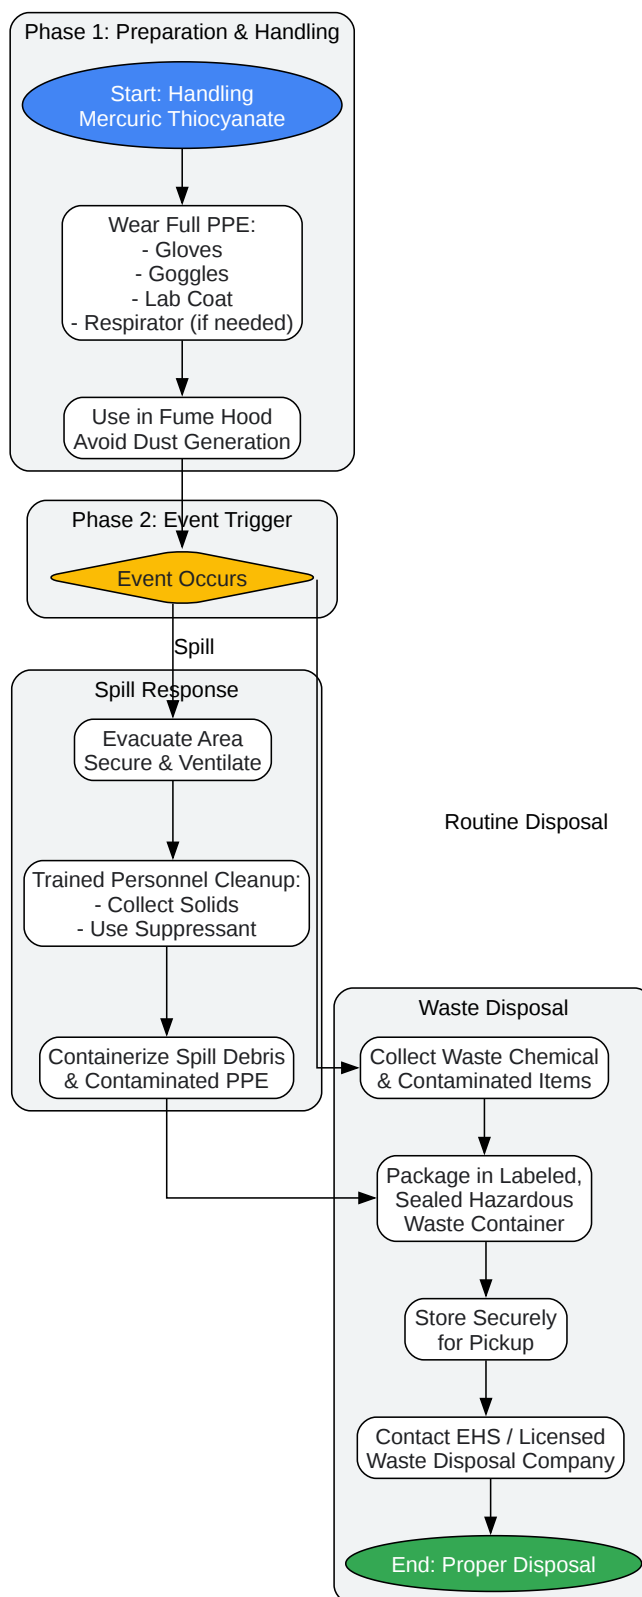 Phase 1: Preparation & Handling
Start: Handling
Mercuric Thiocyanate
Wear Full PPE:
- Gloves
- Goggles
- Lab Coat
- Respirator (if needed)
Use in Fume Hood
Avoid Dust Generation
Phase 2: Event Trigger
Event Occurs
Spill
Spill Response
Evacuate Area
Secure & Ventilate
Trained Personnel Cleanup:
- Collect Solids
- Use Suppressant
Containerize Spill Debris
& Contaminated PPE
Routine Disposal
Waste Disposal
Collect Waste Chemical
& Contaminated Items
Package in Labeled,
Sealed Hazardous
Waste Container
Store Securely
for Pickup
Contact EHS / Licensed
Waste Disposal Company
End: Proper Disposal